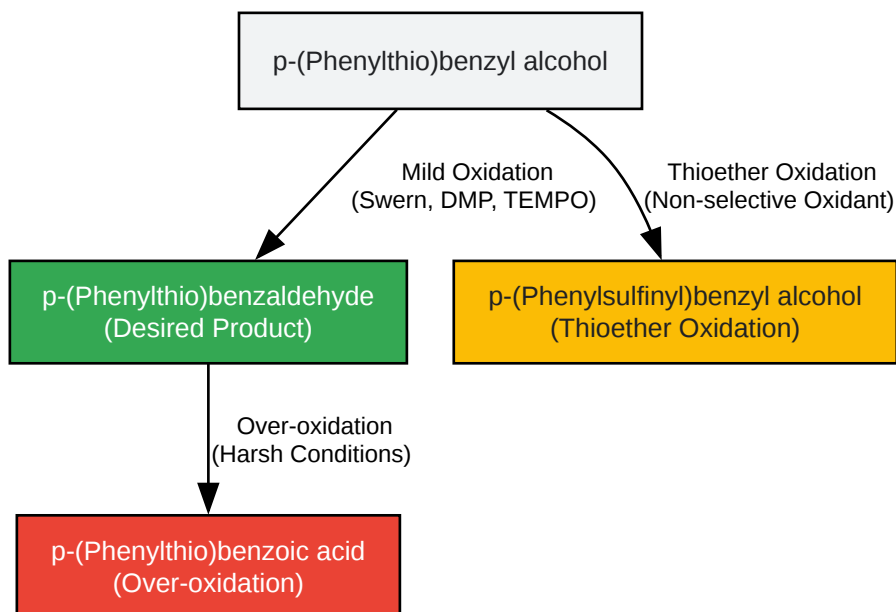 p-(Phenylthio)benzyl alcohol
Mild Oxidation
(Swern, DMP, TEMPO)
Thioether Oxidation
(Non-selective Oxidant)
p-(Phenylthio)benzaldehyde
(Desired Product)
p-(Phenylsulfinyl)benzyl alcohol
(Thioether Oxidation)
Over-oxidation
(Harsh Conditions)
p-(Phenylthio)benzoic acid
(Over-oxidation)